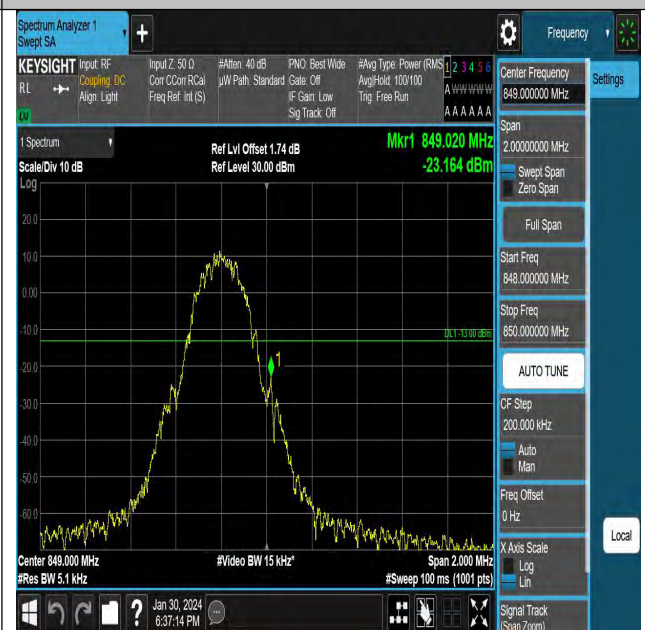 Spectrum Analyzer 1
Swept SA
+
Frequency
KEYSIGHT
RL
Input: RF
Coupling: DC
Align: Light
Input Z: 50 Ω
Corr CCorr RCal
Freq Ref: Int (S)
#Atten: 40 dB
µW Path: Standard
PNO: Best Wide
Gate: Off
IF Gain: Low
Sig Track: Off
#Avg Type: Power (RMS
Avg|Hold: 100/100
Trig: Free Run
1 2 3 4 5 6
A W W W W W
A A A A A A
1 Spectrum
Scale/Div 10 dB
Log
Ref Lvl Offset 1.74 dB
Ref Level 30.00 dBm
Mkr1 849.020 MHz
-23.164 dBm
20.0
10.0
0.00
-10.0
-20.0
-30.0
-40.0
-50.0
-60.0
DL1 -13.00 dBm
1
Center 849.000 MHz
#Res BW 5.1 kHz
#Video BW 15 kHz*
Span 2.000 MHz
#Sweep 100 ms (1001 pts)
Jan 30, 2024
6:37:14 PM
?
Center Frequency
849.000000 MHz
Span
2.00000000 MHz
Swept Span
Zero Span
Full Span
Start Freq
848.000000 MHz
Stop Freq
850.000000 MHz
AUTO TUNE
CF Step
200.000 kHz
Auto
Man
Freq Offset
0 Hz
X Axis Scale
Log
Lin
Signal Track
(Span Zoom)
Settings
Local